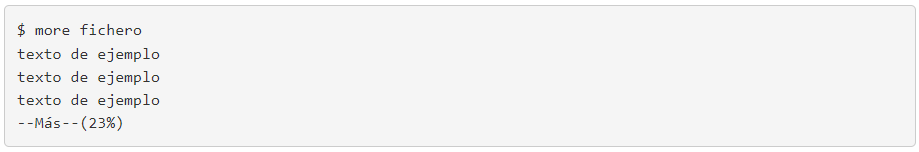 $ more fichero
texto de ejemplo
texto de ejemplo
texto de ejemplo
--Más--(23%)